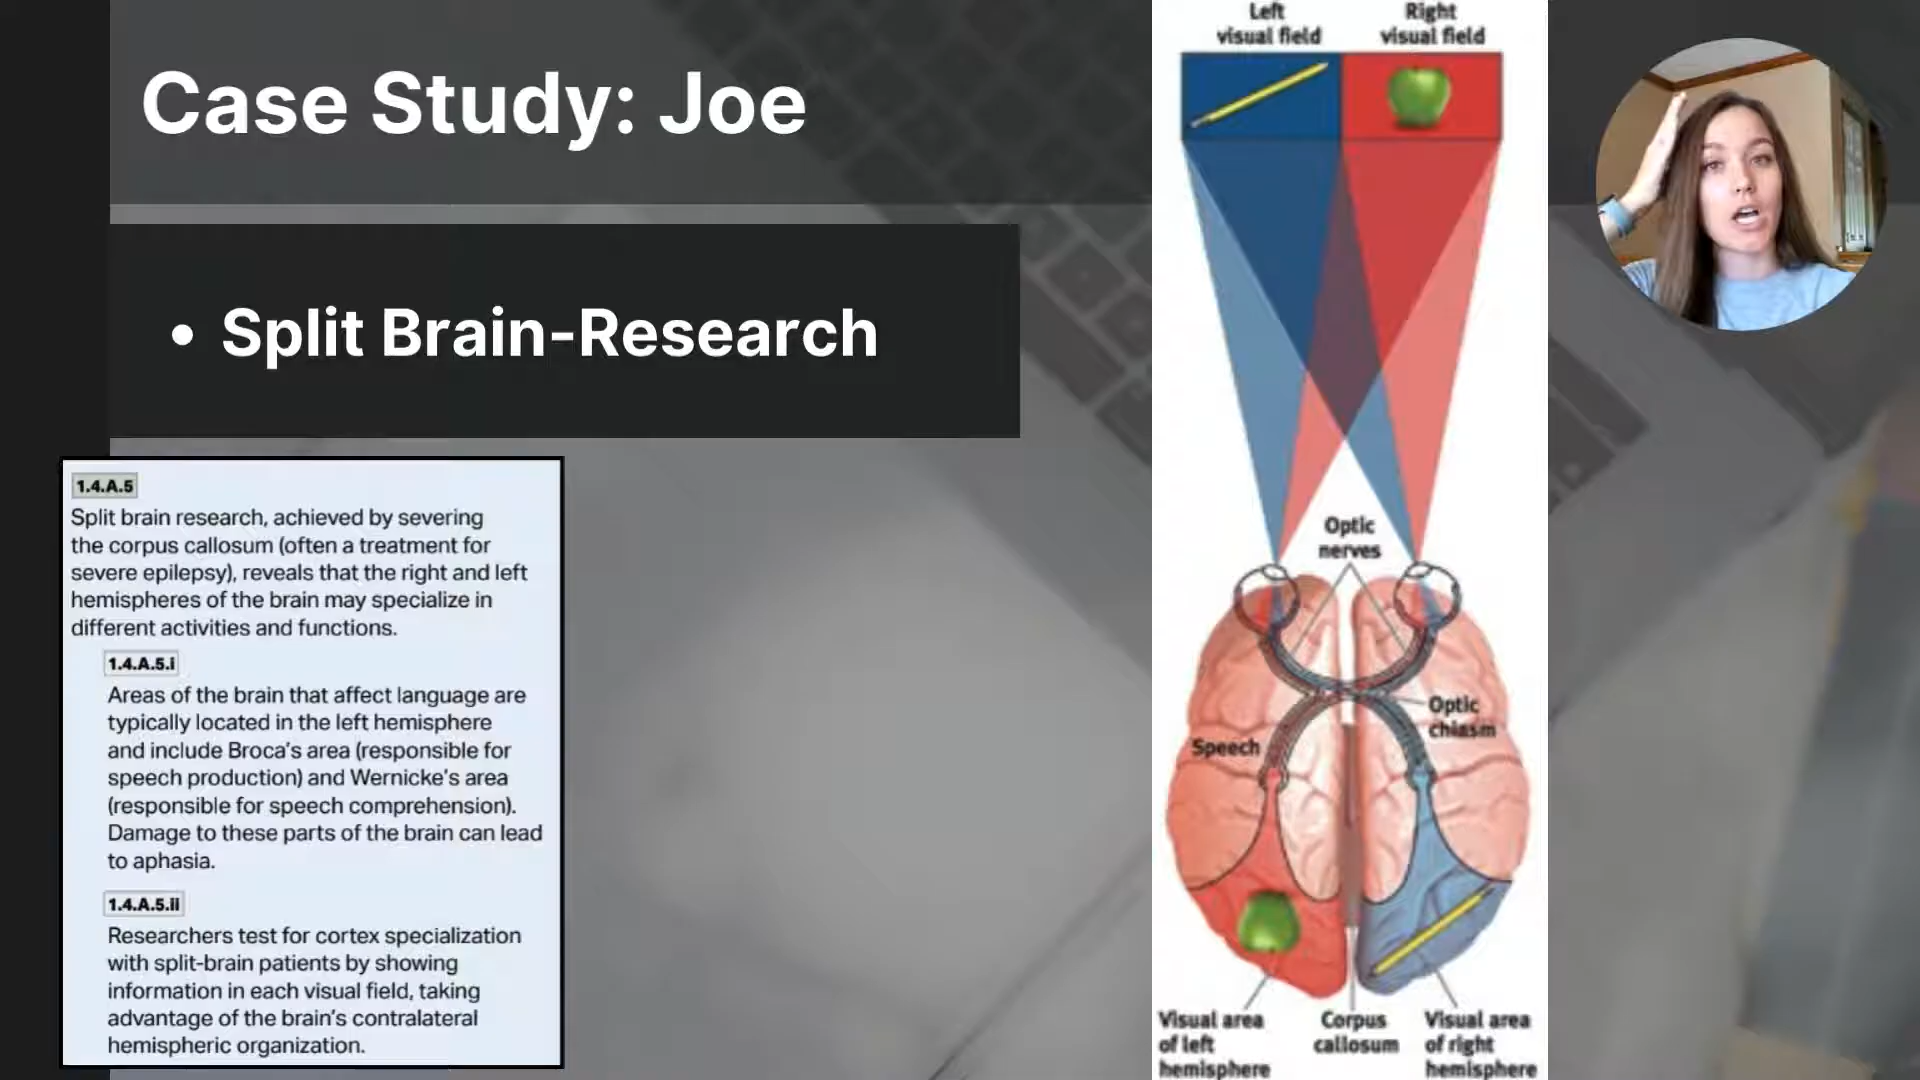 Case Study: Joe
• Split Brain-Research
1.4.A.5
Split brain research, achieved by severing
the corpus callosum (often a treatment for
severe epilepsy), reveals that the right and left
hemispheres of the brain may specialize in
different activities and functions.
1.4.A.5.i
Areas of the brain that affect language are
typically located in the left hemisphere
and include Broca's area (responsible for
speech production) and Wernicke's area
(responsible for speech comprehension).
Damage to these parts of the brain can lead
to aphasia.
1.4.A.5.ii
Researchers test for cortex specialization
with split-brain patients by showing
information in each visual field, taking
advantage of the brain's contralateral
hemispheric organization.
Left
visual field
Right
visual field
Optic
nerves
Optic
chiasm
Speech
Visual area
of left
hemisphere
Corpus
callosum
Visual area
of right
hemisphere